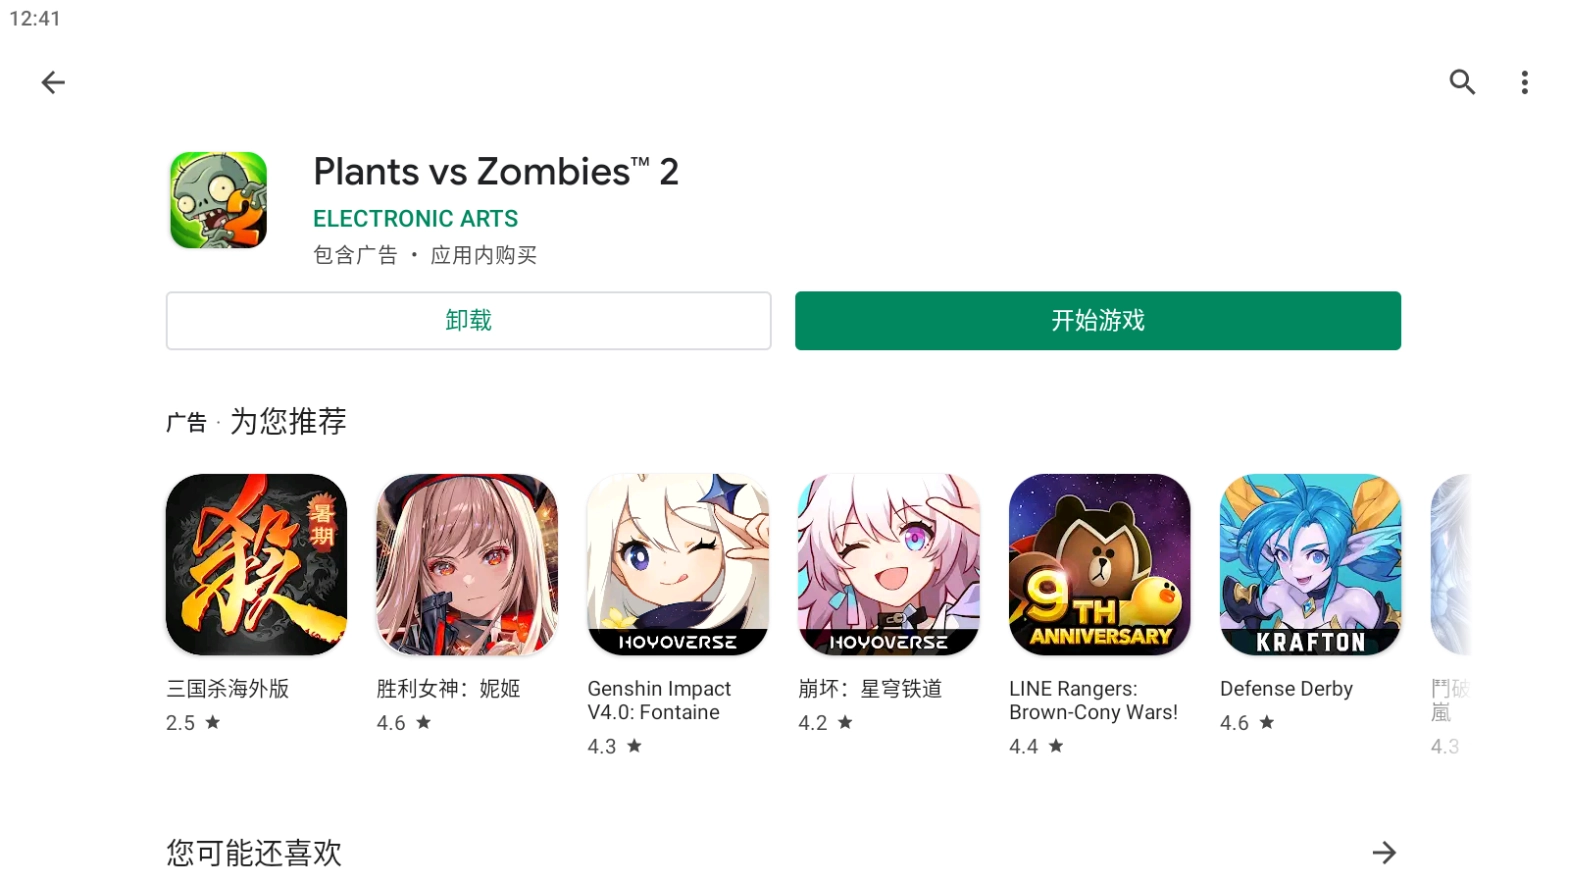 12:41
Plants vs Zombies™ 2
ELECTRONIC ARTS
包含广告 • 应用内购买
卸载
开始游戏
广告 · 为您推荐
杀
暑期
HOYOVERSE
HOYOVERSE
9TH
ANNIVERSARY
KRAFTON
三国杀海外版
2.5 ★
胜利女神：妮姬
4.6 ★
Genshin Impact
V4.0: Fontaine
4.3 ★
崩坏：星穹铁道
4.2 ★
LINE Rangers:
Brown-Cony Wars!
4.4 ★
Defense Derby
4.6 ★
鬥破
嵐
4.3
您可能还喜欢